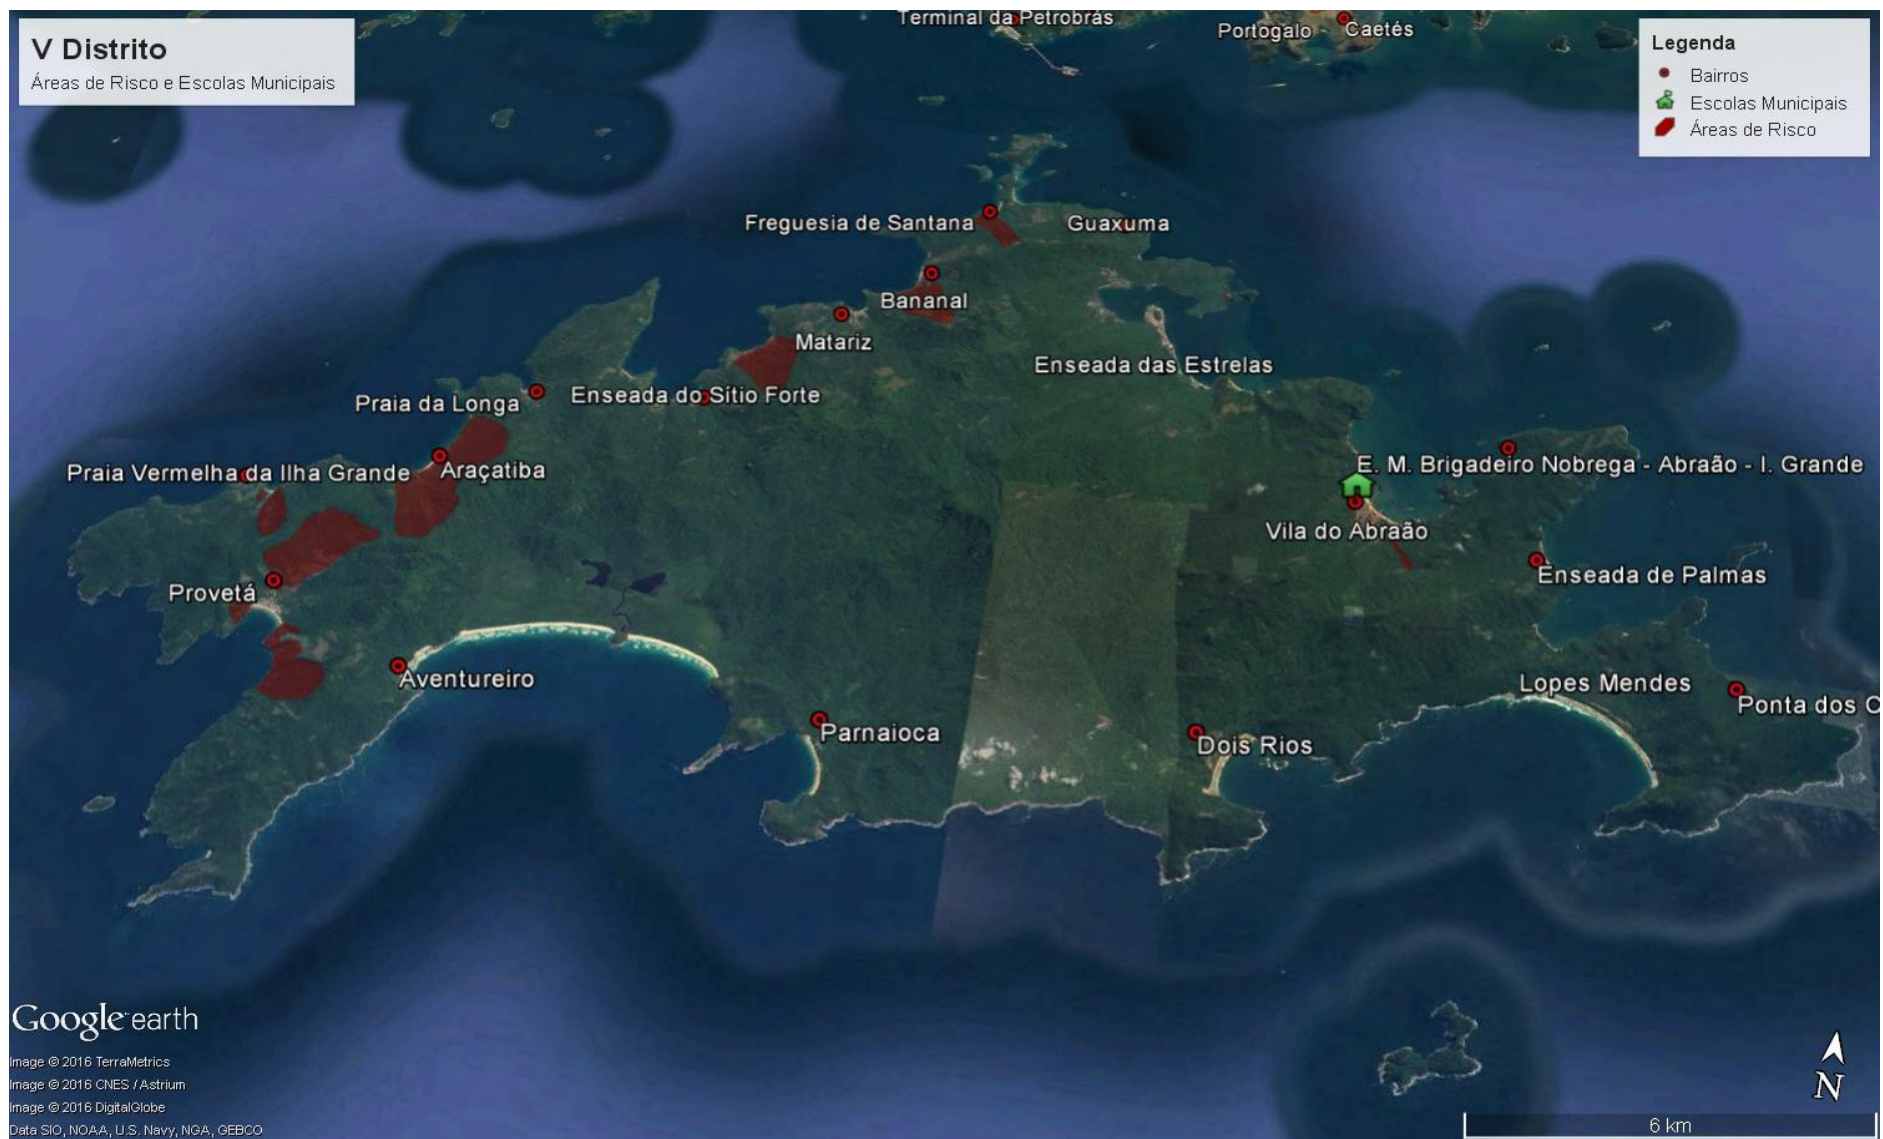 V Distrito
Áreas de Risco e Escolas Municipais
Terminal da Petrobrás
Portogalo
Caetés
Legenda
Bairros
Escolas Municipais
Áreas de Risco
Freguesia de Santana
Guaxuma
Bananal
Matariz
Enseada das Estrelas
Praia da Longa
Enseada do Sítio Forte
Praia Vermelha da Ilha Grande
Araçatiba
E. M. Brigadeiro Nobrega - Abraão - I. Grande
Vila do Abraão
Enseada de Palmas
Provetá
Aventureiro
Lopes Mendes
Ponta dos C
Parnaioca
Dois Rios
Google earth
Image © 2016 TerraMetrics
Image © 2016 CNES / Astrium
Image © 2016 DigitalGlobe
Data SIO, NOAA, U.S. Navy, NGA, GEBCO
N
6 km